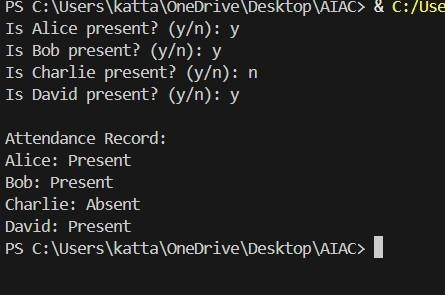 PS C:\Users\katta\OneDrive\Desktop\AIAC> & C:/Use
Is Alice present? (y/n): y
Is Bob present? (y/n): y
Is Charlie present? (y/n): n
Is David present? (y/n): y
Attendance Record:
Alice: Present
Bob: Present
Charlie: Absent
David: Present
PS C:\Users\katta\OneDrive\Desktop\AIAC>